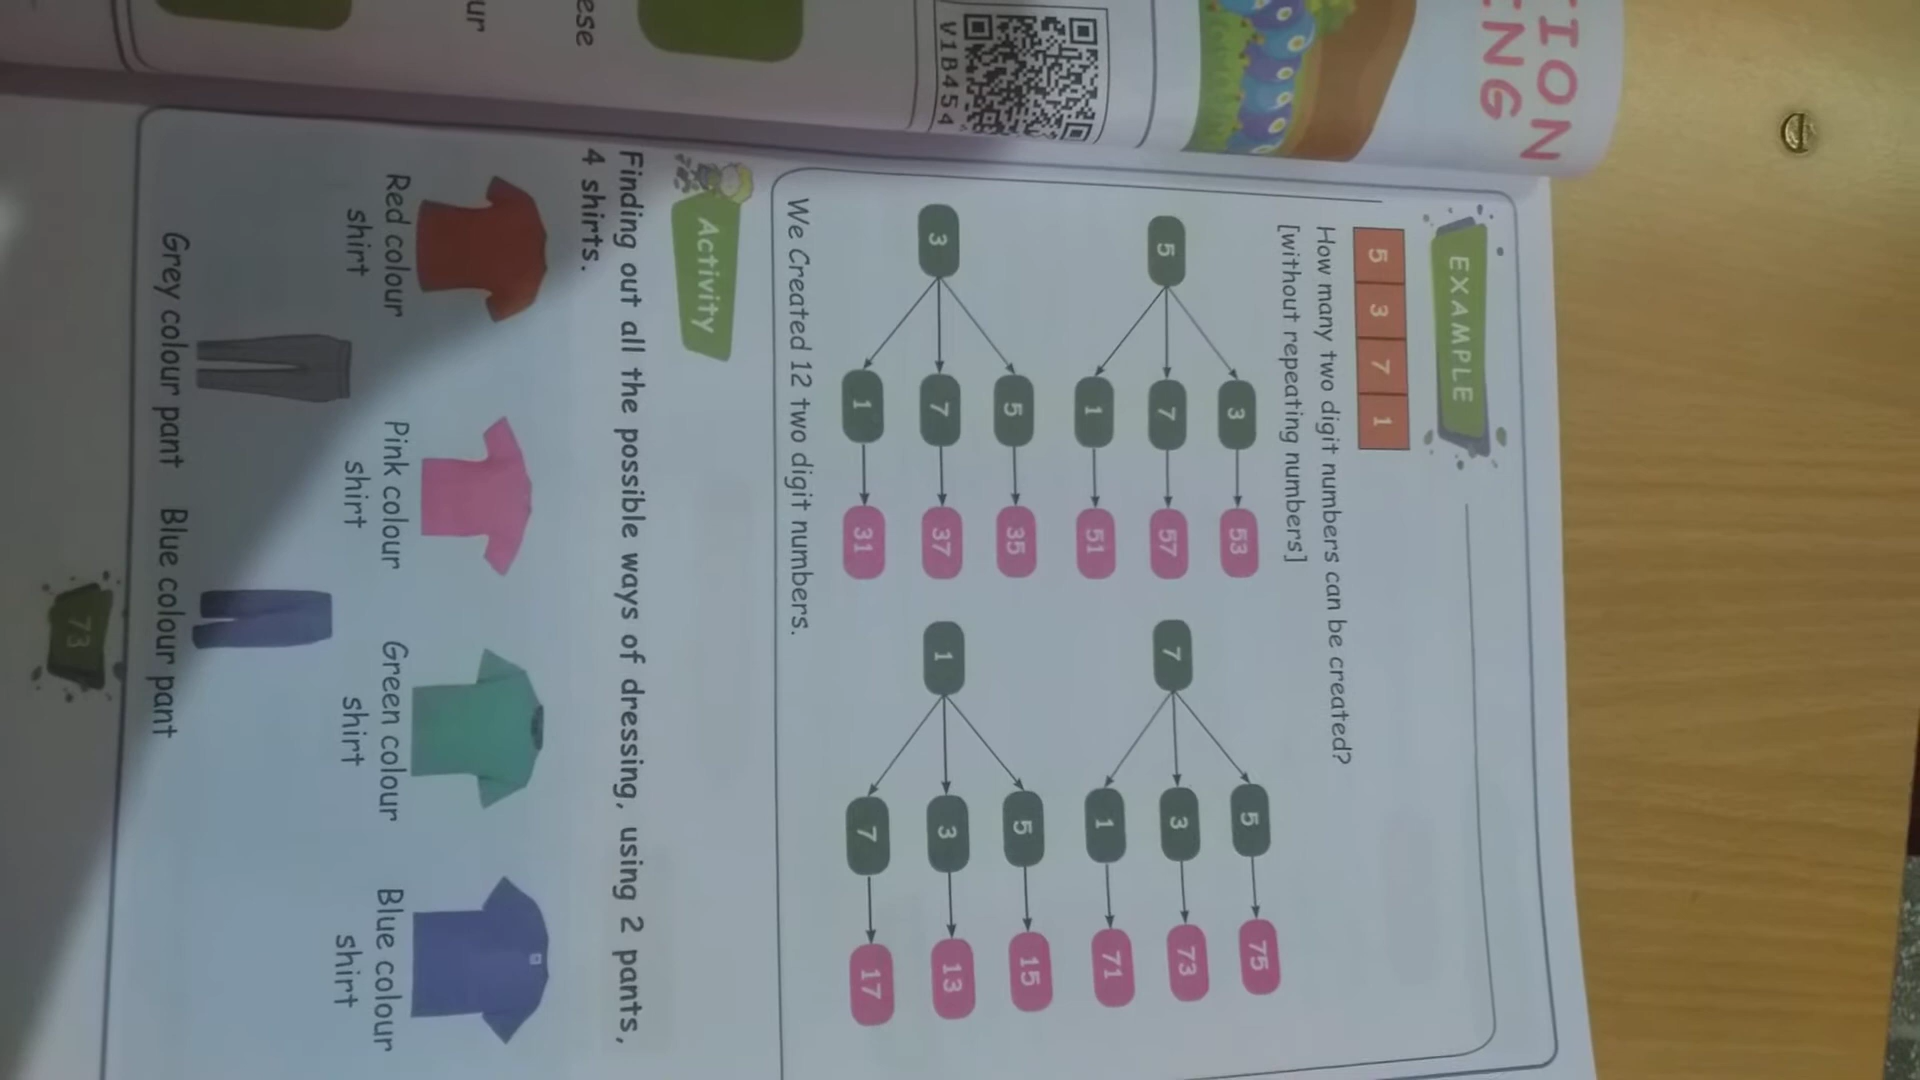 ION
ING
V1B454
ese
ur
EXAMPLE
5 3 7 1
How many two digit numbers can be created?
[without repeating numbers]
5
3 53
7 57
1 51
7
5 75
3 73
1 71
3
5 35
7 37
1 31
1
5 15
3 13
7 17
We Created 12 two digit numbers.
Activity
Finding out all the possible ways of dressing, using 2 pants,
4 shirts.
Red colour shirt
Pink colour shirt
Green colour shirt
Blue colour shirt
Grey colour pant Blue colour pant
73